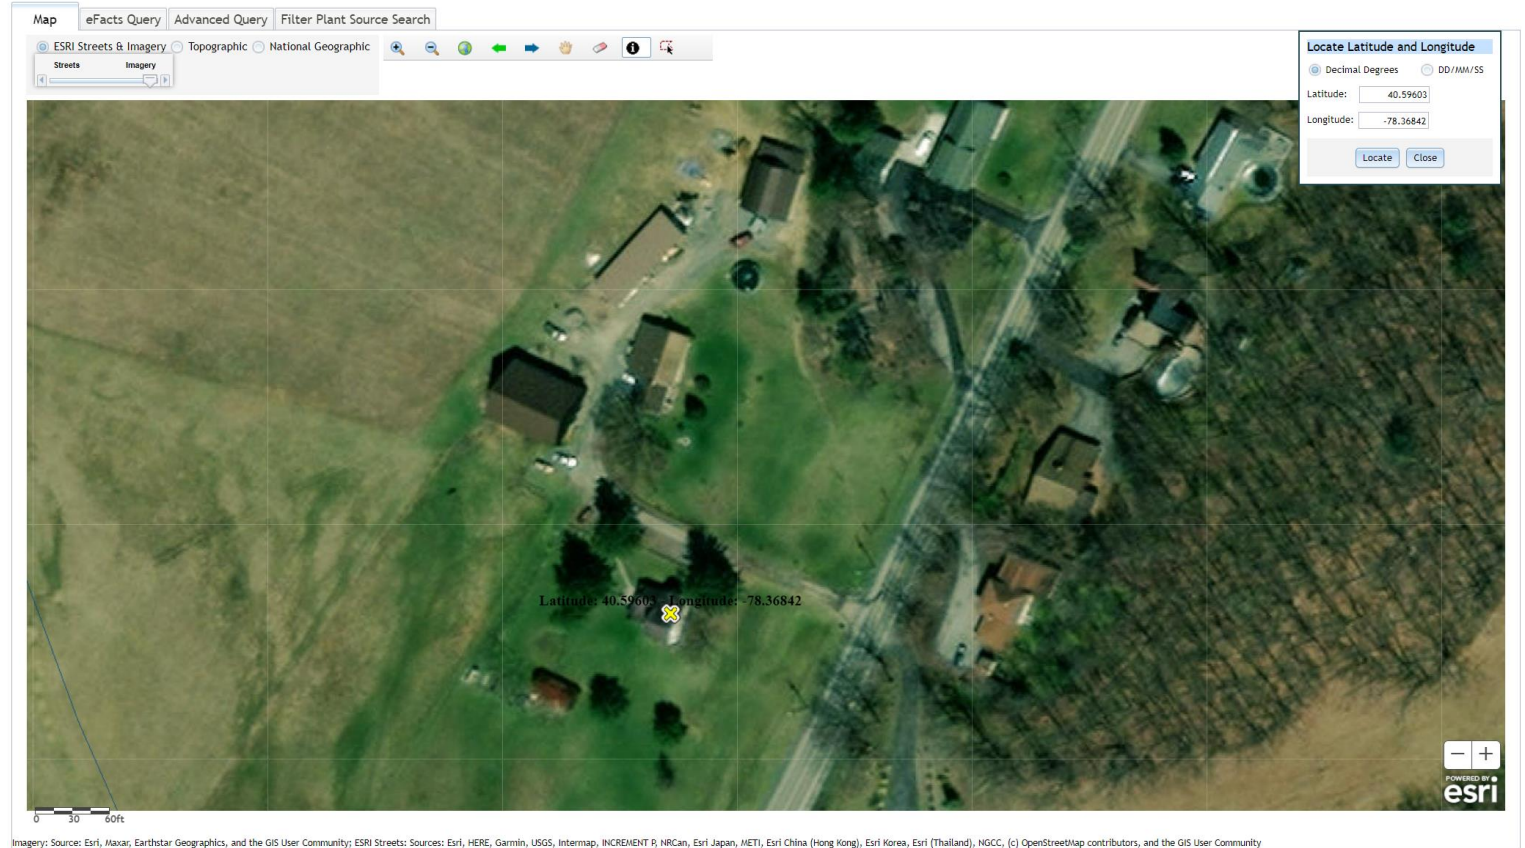 Map eFacts Query Advanced Query Filter Plant Source Search
ESRI Streets & Imagery Topographic National Geographic
Streets Imagery
Locate Latitude and Longitude
Decimal Degrees DD/MM/SS
Latitude: 40.59603
Longitude: -78.36842
Locate Close
Latitude: 40.59603 - Longitude: -78.36842
POWERED BY
esri
0 30 60ft
Imagery: Source: Esri, Maxar, Earthstar Geographics, and the GIS User Community; ESRI Streets: Sources: Esri, HERE, Garmin, USGS, Intermap, INCREMENT P, NRCan, Esri Japan, METI, Esri China (Hong Kong), Esri Korea, Esri (Thailand), NGCC, (c) OpenStreetMap contributors, and the GIS User Community